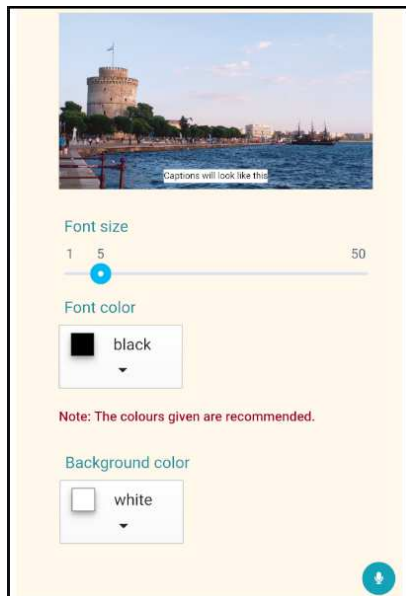 Captions will look like this
Font size
1 5 50
Font color
black
Note: The colours given are recommended.
Background color
white